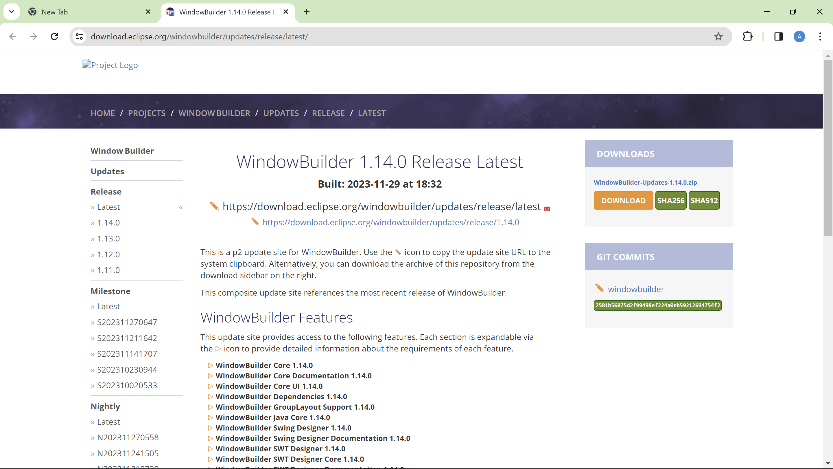 New Tab
WindowBuilder 1.14.0 Release L
download.eclipse.org/windowbuilder/updates/release/latest/
A
Project Logo
HOME / PROJECTS / WINDOWBUILDER / UPDATES / RELEASE / LATEST
Window Builder
Updates
Release
» Latest «
» 1.14.0
» 1.13.0
» 1.12.0
» 1.11.0
Milestone
» Latest
» S202311270647
» S202311211642
» S202311141707
» S202310230944
» S202310020533
Nightly
» Latest
» N202311270558
» N202311241505
WindowBuilder 1.14.0 Release Latest
Built: 2023-11-29 at 18:32
https://download.eclipse.org/windowbuilder/updates/release/latest
https://download.eclipse.org/windowbuilder/updates/release/1.14.0
This is a p2 update site for WindowBuilder. Use the ✏ icon to copy the update site URL to the
system clipboard. Alternatively, you can download the archive of this repository from the
download sidebar on the right.
This composite update site references the most recent release of WindowBuilder.
WindowBuilder Features
This update site provides access to the following features. Each section is expandable via
the ▷ icon to provide detailed information about the requirements of each feature.
▷ WindowBuilder Core 1.14.0
▷ WindowBuilder Core Documentation 1.14.0
▷ WindowBuilder Core UI 1.14.0
▷ WindowBuilder Dependencies 1.14.0
▷ WindowBuilder GroupLayout Support 1.14.0
▷ WindowBuilder Java Core 1.14.0
▷ WindowBuilder Swing Designer 1.14.0
▷ WindowBuilder Swing Designer Documentation 1.14.0
▷ WindowBuilder SWT Designer 1.14.0
▷ WindowBuilder SWT Designer Core 1.14.0
DOWNLOADS
WindowBuilder-Updates-1.14.0.zip
DOWNLOAD SHA256 SHA512
GIT COMMITS
windowbuilder